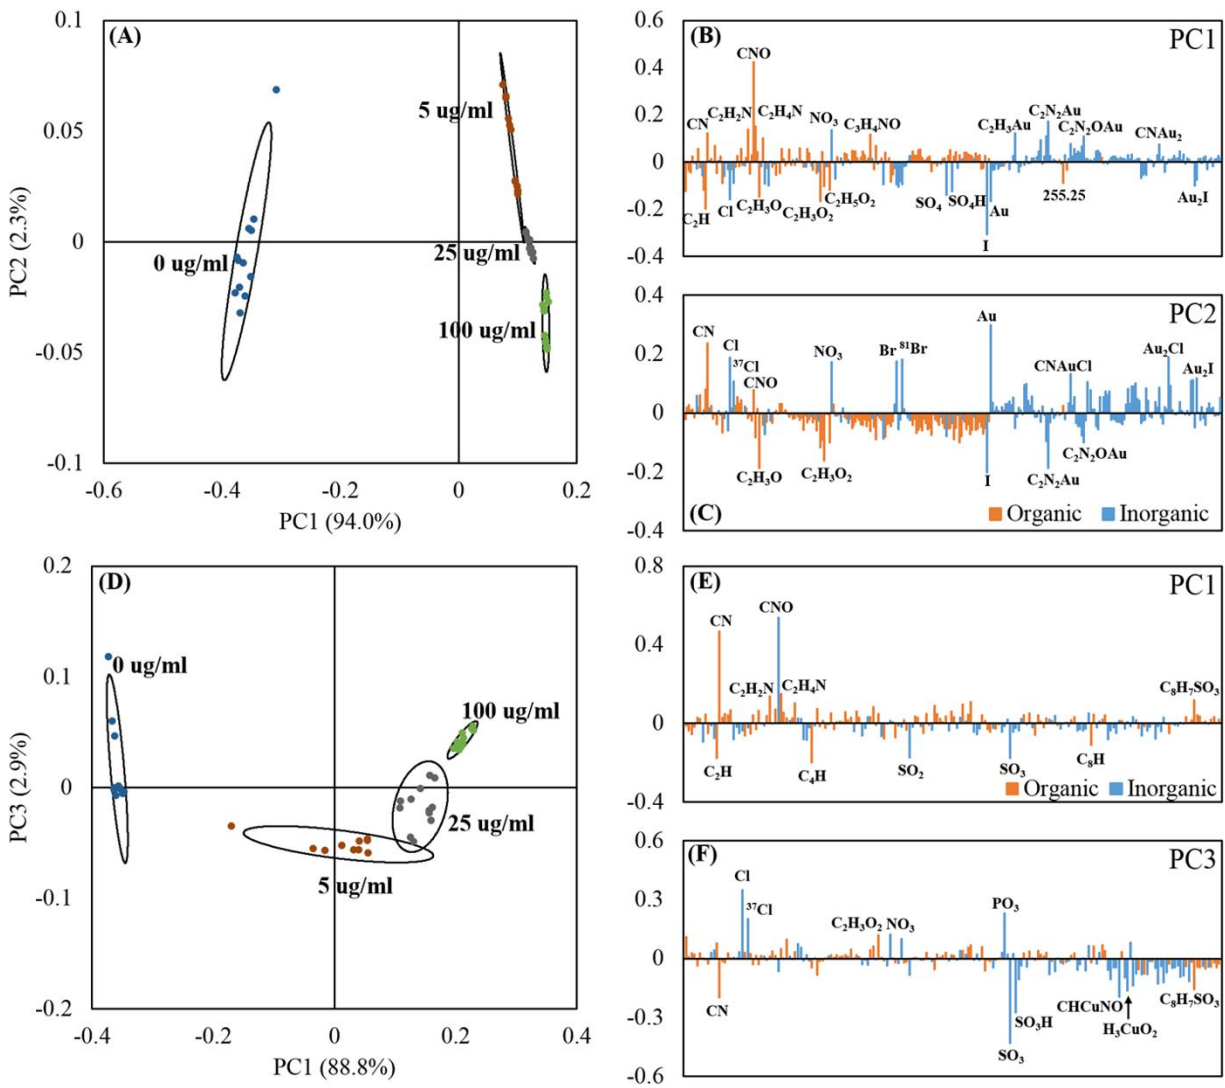 (A)
0.1
0.05
0
-0.05
-0.1
-0.6
-0.4
-0.2
0
0.2
PC2 (2.3%)
PC1 (94.0%)
5 ug/ml
25 ug/ml
0 ug/ml
100 ug/ml
(B)
PC1
0.6
0.4
0.2
0
-0.2
-0.4
CNO
CN
C₂H₂N
C₂H₄N
NO₃
C₃H₄NO
C₂H₃Au
C₂N₂Au
C₂N₂OAu
CNAu₂
C₂H
Cl
C₂H₃O
C₂H₃O₂
C₂H₅O₂
SO₄
SO₄H
Au
I
255.25
Au₂I
(C)
PC2
0.4
0.2
0
-0.2
-0.4
CN
Cl
³⁷Cl
CNO
NO₃
Br
⁸¹Br
Au
CNAuCl
Au₂Cl
Au₂I
C₂H₃O
C₂H₃O₂
I
C₂N₂Au
C₂N₂OAu
Organic
Inorganic
(D)
0.2
0.1
0
-0.1
-0.2
-0.4
-0.2
0
0.2
0.4
PC3 (2.9%)
PC1 (88.8%)
0 ug/ml
100 ug/ml
25 ug/ml
5 ug/ml
(E)
PC1
0.8
0.4
0
-0.4
CNO
CN
C₂H₂N
C₂H₄N
C₈H₇SO₃
C₂H
C₄H
SO₂
SO₃
C₈H
Organic
Inorganic
(F)
PC3
0.6
0.3
0
-0.3
-0.6
Cl
³⁷Cl
C₂H₃O₂
NO₃
PO₃
CN
SO₃H
SO₃
CHCuNO
H₃CuO₂
C₈H₇SO₃